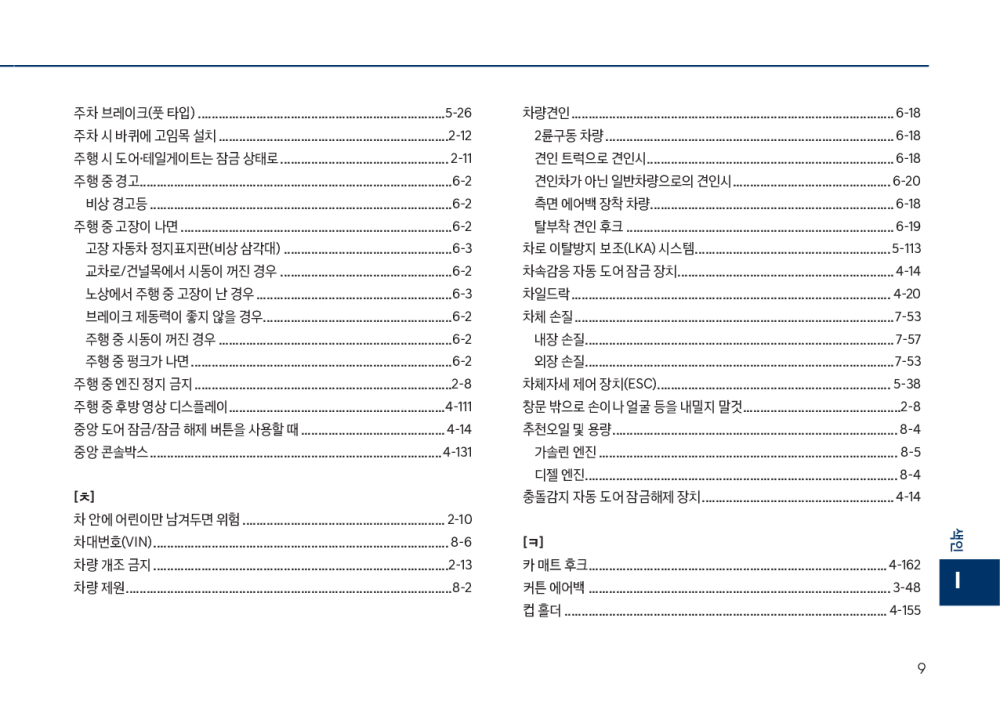 주차 브레이크(풋 타입) ........ 5-26
주차 시 바퀴에 고임목 설치 ........ 2-12
주행 시 도어·테일게이트는 잠금 상태로 ........ 2-11
주행 중 경고 ........ 6-2
비상 경고등 ........ 6-2
주행 중 고장이 나면 ........ 6-2
고장 자동차 정지표지판(비상 삼각대) ........ 6-3
교차로/건널목에서 시동이 꺼진 경우 ........ 6-2
노상에서 주행 중 고장이 난 경우 ........ 6-3
브레이크 제동력이 좋지 않을 경우 ........ 6-2
주행 중 시동이 꺼진 경우 ........ 6-2
주행 중 펑크가 나면 ........ 6-2
주행 중 엔진 정지 금지 ........ 2-8
주행 중 후방 영상 디스플레이 ........ 4-111
중앙 도어 잠금/잠금 해제 버튼을 사용할 때 ........ 4-14
중앙 콘솔박스 ........ 4-131
[ㅊ]
차 안에 어린이만 남겨두면 위험 ........ 2-10
차대번호(VIN) ........ 8-6
차량 개조 금지 ........ 2-13
차량 제원 ........ 8-2
차량견인 ........ 6-18
2륜구동 차량 ........ 6-18
견인 트럭으로 견인시 ........ 6-18
견인차가 아닌 일반차량으로의 견인시 ........ 6-20
측면 에어백 장착 차량 ........ 6-18
탈부착 견인 후크 ........ 6-19
차로 이탈방지 보조(LKA) 시스템 ........ 5-113
차속감응 자동 도어 잠금 장치 ........ 4-14
차일드락 ........ 4-20
차체 손질 ........ 7-53
내장 손질 ........ 7-57
외장 손질 ........ 7-53
차체자세 제어 장치(ESC) ........ 5-38
창문 밖으로 손이나 얼굴 등을 내밀지 말것 ........ 2-8
추천오일 및 용량 ........ 8-4
가솔린 엔진 ........ 8-5
디젤 엔진 ........ 8-4
충돌감지 자동 도어 잠금해제 장치 ........ 4-14
[ㅋ]
카 매트 후크 ........ 4-162
커튼 에어백 ........ 3-48
컵 홀더 ........ 4-155
색인
I
9